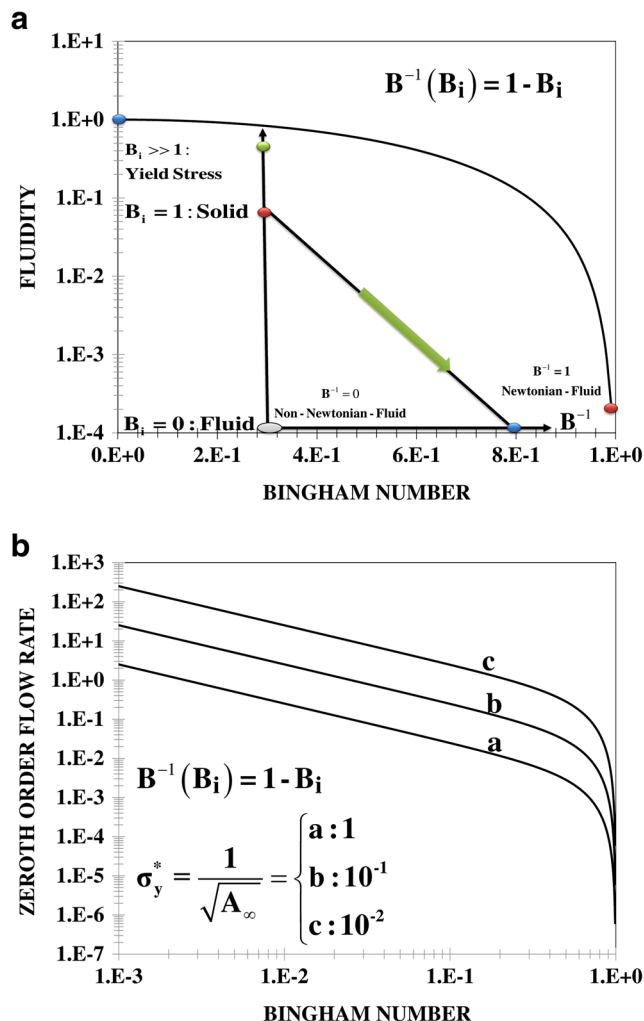 a
1.E+1
B⁻¹(Bᵢ) = 1 - Bᵢ
1.E+0
Bᵢ >> 1 :
Yield Stress
1.E-1
Bᵢ = 1 : Solid
FLUIDITY
1.E-2
1.E-3
B⁻¹ = 0
Non - Newtonian - Fluid
B⁻¹ = 1
Newtonian - Fluid
Bᵢ = 0 : Fluid
B⁻¹
1.E-4
0.E+0 2.E-1 4.E-1 6.E-1 8.E-1 1.E+0
BINGHAM NUMBER
b
1.E+3
1.E+2
1.E+1
1.E+0
1.E-1
1.E-2
1.E-3
1.E-4
1.E-5
1.E-6
1.E-7
ZEROTH ORDER FLOW RATE
c
b
a
B⁻¹(Bᵢ) = 1 - Bᵢ
σ*y = 1/√A∞ = { a : 1
b : 10⁻¹
c : 10⁻²
1.E-3 1.E-2 1.E-1 1.E+0
BINGHAM NUMBER